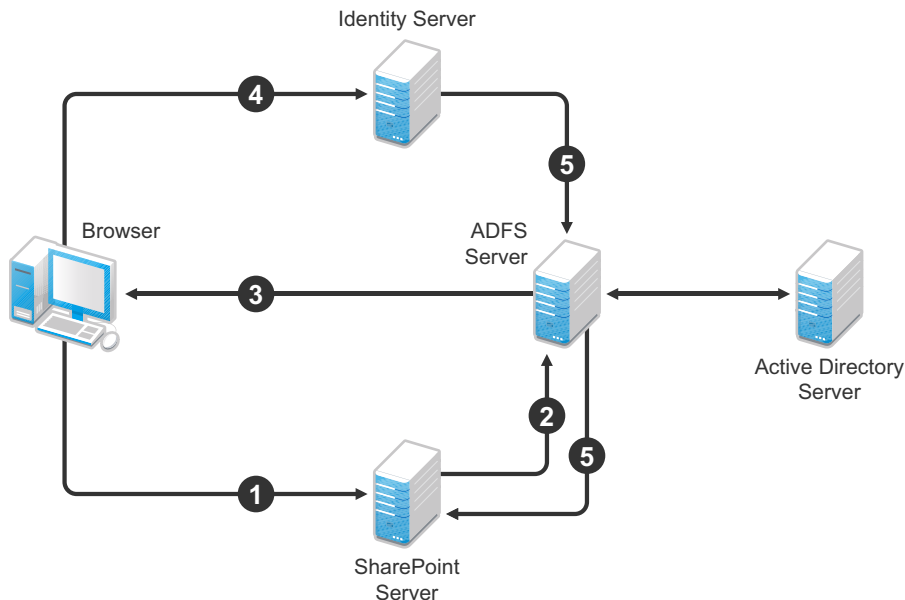 Identity Server
4
5
Browser
ADFS
Server
3
Active Directory
Server
2
5
1
SharePoint
Server